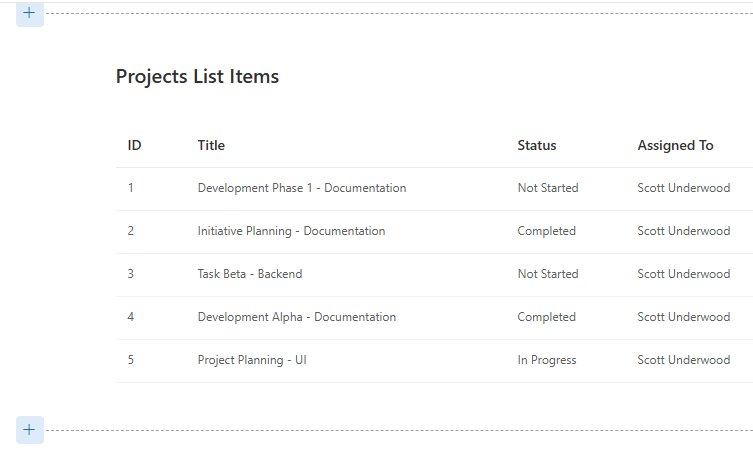 Projects List Items
ID Title Status Assigned To
1 Development Phase 1 - Documentation Not Started Scott Underwood
2 Initiative Planning - Documentation Completed Scott Underwood
3 Task Beta - Backend Not Started Scott Underwood
4 Development Alpha - Documentation Completed Scott Underwood
5 Project Planning - UI In Progress Scott Underwood